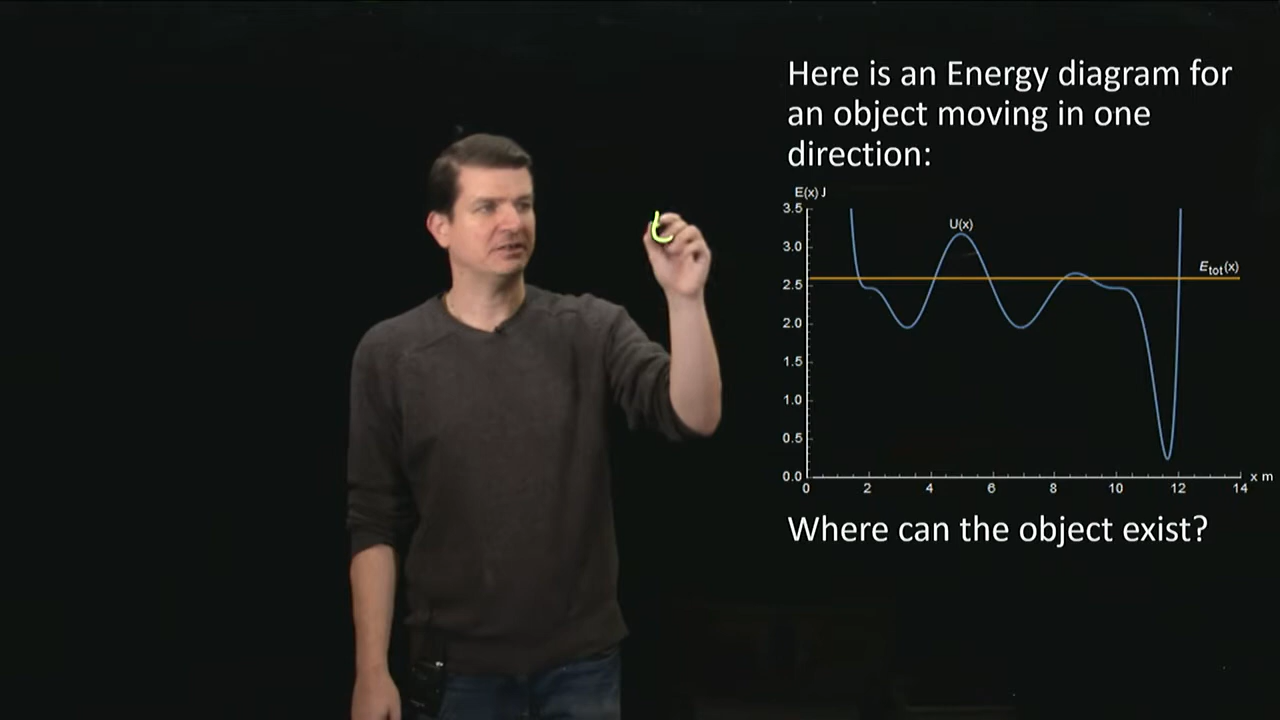 Here is an Energy diagram for
an object moving in one
direction:
E(x) J
3.5
U(x)
3.0
Etot(x)
2.5
2.0
1.5
1.0
0.5
0.0
0 2 4 6 8 10 12 14 x m
Where can the object exist?